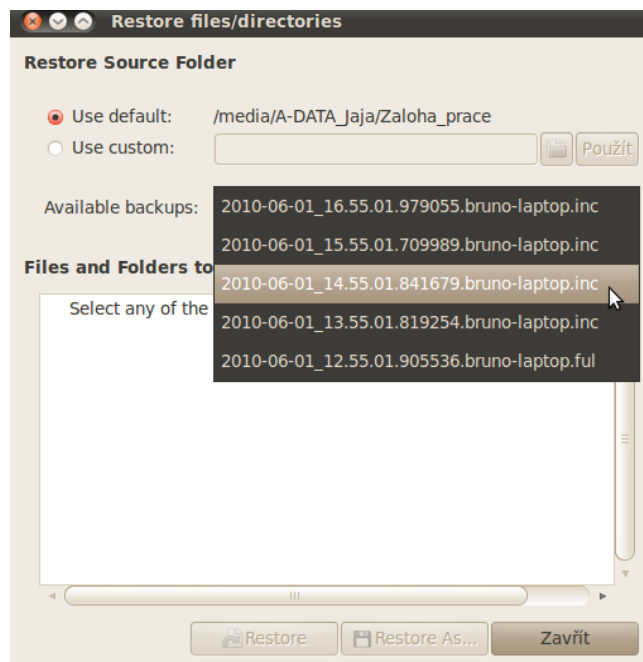 Restore files/directories
Restore Source Folder
Use default: /media/A-DATA_Jaja/Zaloha_prace
Use custom: Použít
Available backups:
2010-06-01_16.55.01.979055.bruno-laptop.inc
2010-06-01_15.55.01.709989.bruno-laptop.inc
Files and Folders to
2010-06-01_14.55.01.841679.bruno-laptop.inc
Select any of the
2010-06-01_13.55.01.819254.bruno-laptop.inc
2010-06-01_12.55.01.905536.bruno-laptop.ful
Restore Restore As... Zavřít